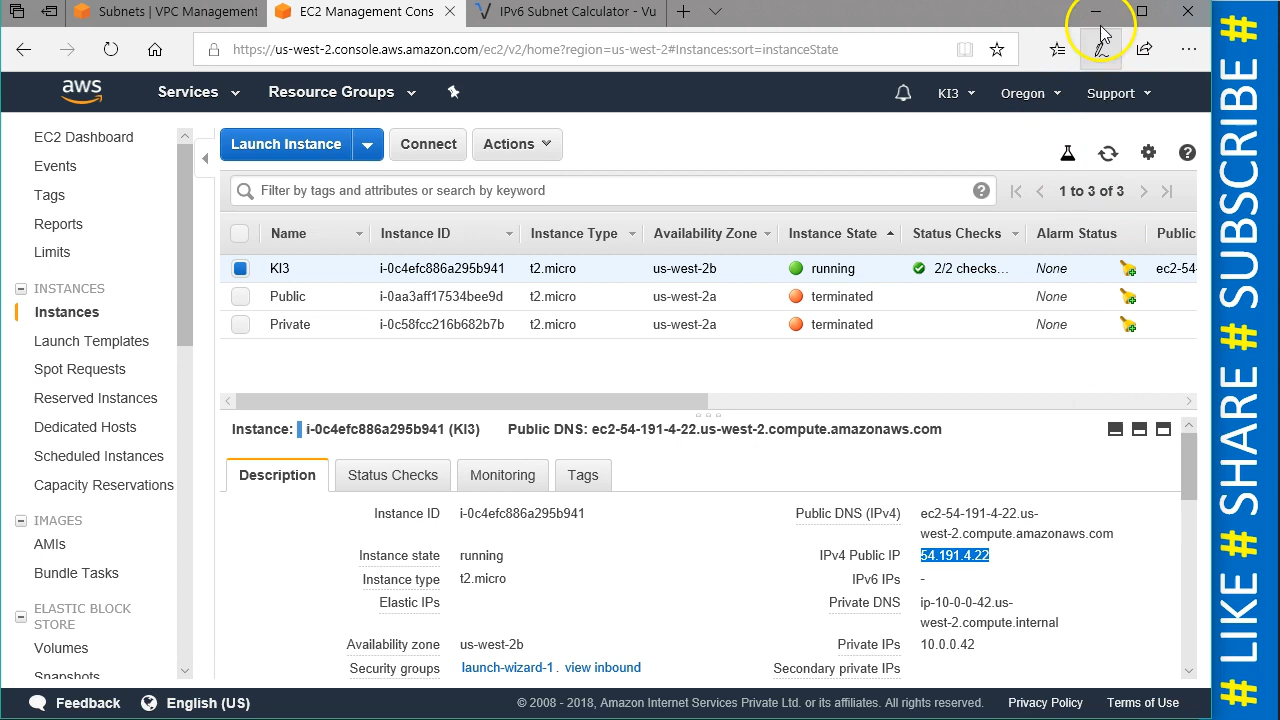 Subnets | VPC Management
EC2 Management Cons
IPv6 Subnet Calculator - Vu
https://us-west-2.console.aws.amazon.com/ec2/v2/home?region=us-west-2#Instances:sort=instanceState
aws
Services
Resource Groups
KI3
Oregon
Support
EC2 Dashboard
Events
Tags
Reports
Limits
INSTANCES
Instances
Launch Templates
Spot Requests
Reserved Instances
Dedicated Hosts
Scheduled Instances
Capacity Reservations
IMAGES
AMIs
Bundle Tasks
ELASTIC BLOCK
STORE
Volumes
Snapshots
Launch Instance
Connect
Actions
Filter by tags and attributes or search by keyword
1 to 3 of 3
Name Instance ID Instance Type Availability Zone Instance State Status Checks Alarm Status Public
KI3 i-0c4efc886a295b941 t2.micro us-west-2b running 2/2 checks... None ec2-54-
Public i-0aa3aff17534bee9d t2.micro us-west-2a terminated None
Private i-0c58fcc216b682b7b t2.micro us-west-2a terminated None
Instance: i-0c4efc886a295b941 (KI3) Public DNS: ec2-54-191-4-22.us-west-2.compute.amazonaws.com
Description
Status Checks
Monitoring
Tags
Instance ID i-0c4efc886a295b941
Instance state running
Instance type t2.micro
Elastic IPs
Availability zone us-west-2b
Security groups launch-wizard-1. view inbound
Public DNS (IPv4) ec2-54-191-4-22.us-
west-2.compute.amazonaws.com
IPv4 Public IP 54.191.4.22
IPv6 IPs -
Private DNS ip-10-0-0-42.us-
west-2.compute.internal
Private IPs 10.0.0.42
Secondary private IPs
Feedback
English (US)
2018, Amazon Internet Services Private Ltd. or its affiliates. All rights reserved.
Privacy Policy
Terms of Use
# LIKE # SHARE # SUBSCRIBE #